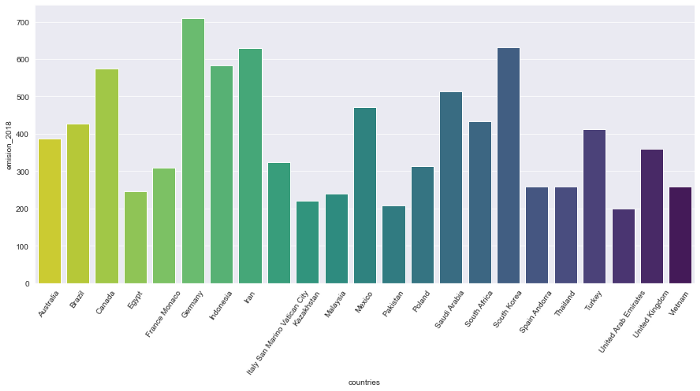 700
600
500
400
300
200
100
0
emision_2018
Australia
Brazil
Canada
Egypt
France Monaco
Germany
Indonesia
Iran
Italy San Marino Vatican City
Kazakhstan
Malaysia
Mexico
Pakistan
Poland
Saudi Arabia
South Africa
South Korea
Spain Andorra
Thailand
Turkey
United Arab Emirates
United Kingdom
Vietnam
countries